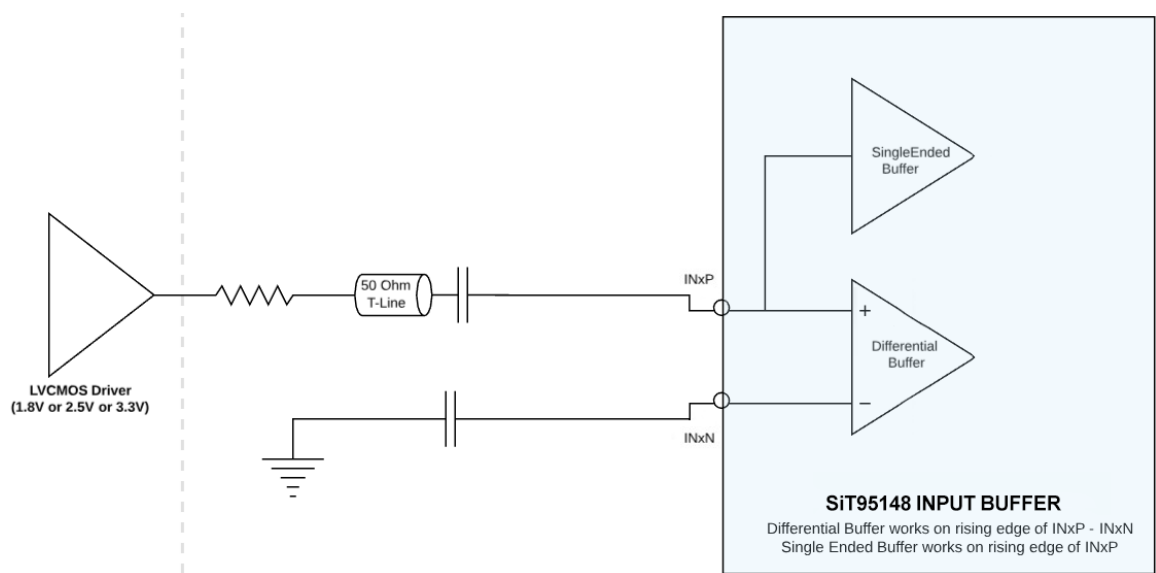 SingleEnded
Buffer
INxP
50 Ohm
T-Line
+
Differential
Buffer
LVCMOS Driver
(1.8V or 2.5V or 3.3V)
−
INxN
SiT95148 INPUT BUFFER
Differential Buffer works on rising edge of INxP - INxN
Single Ended Buffer works on rising edge of INxP